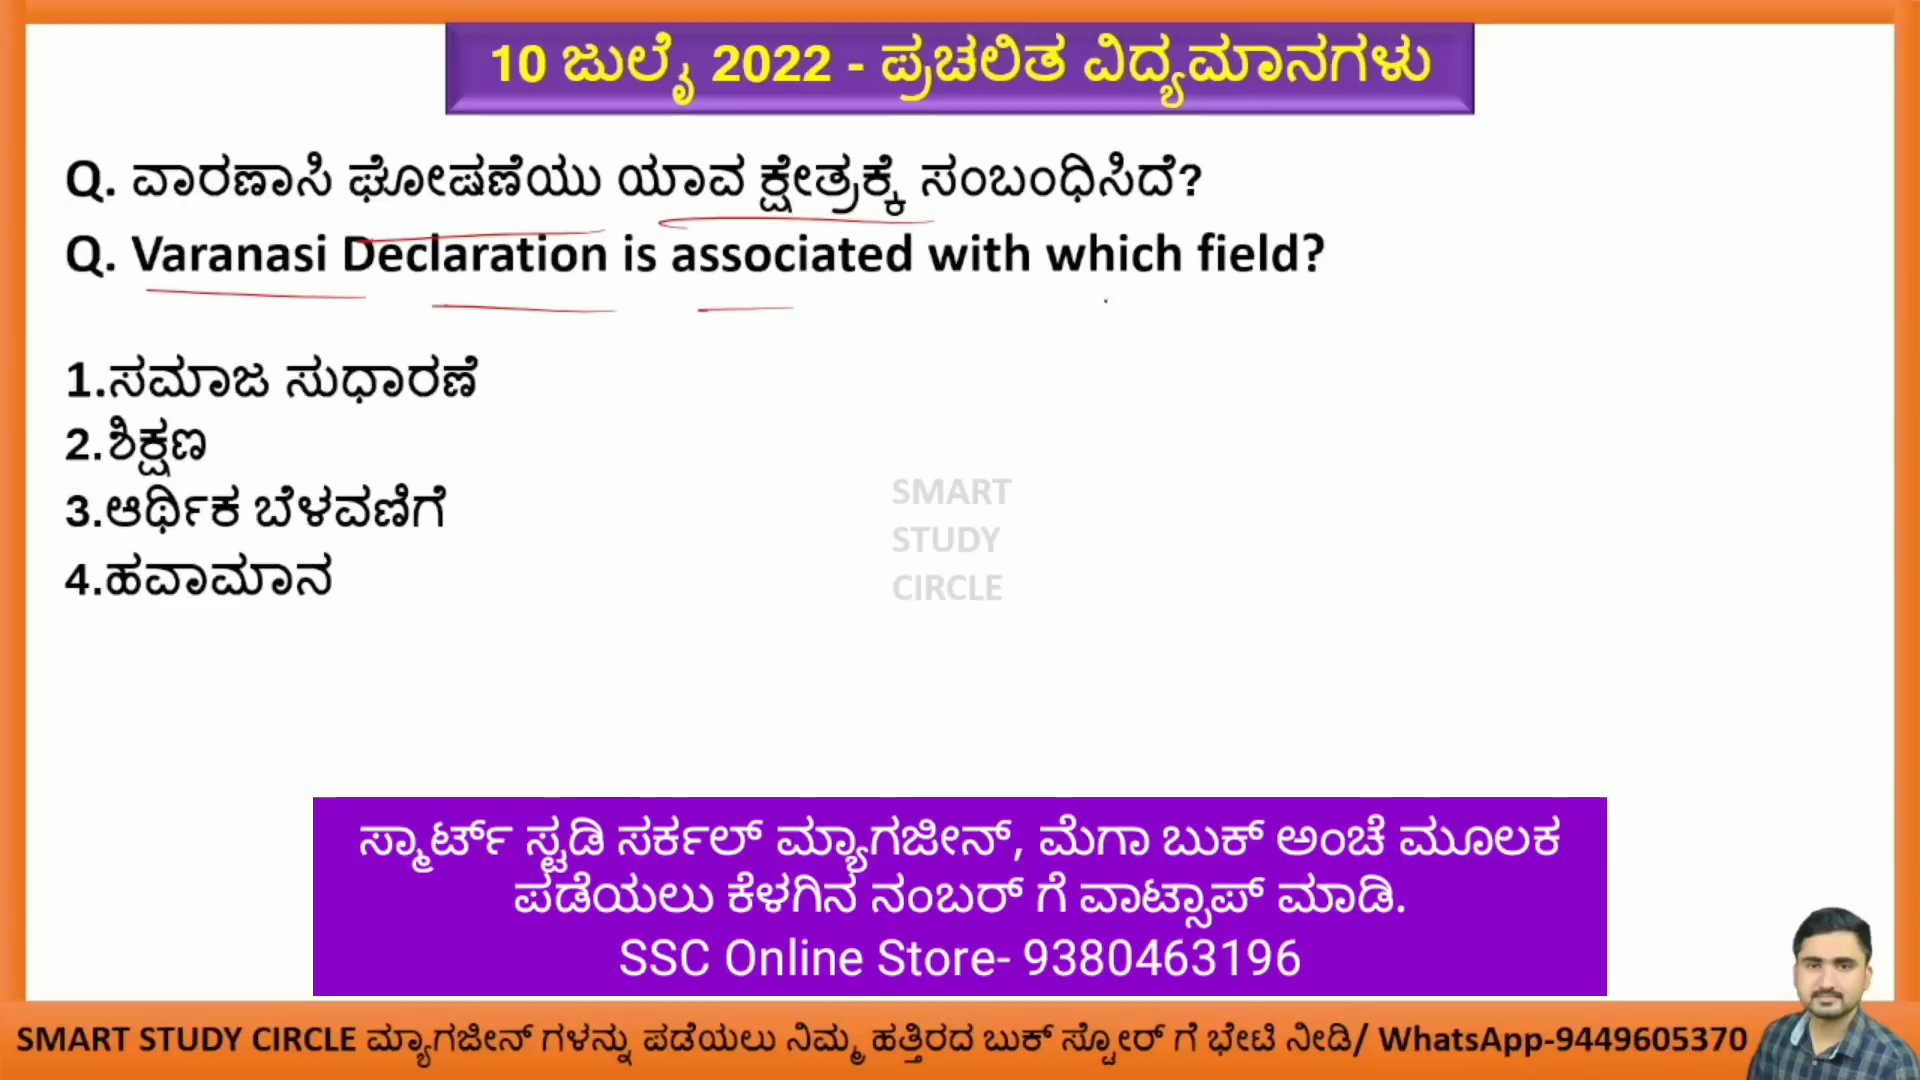 10 ಜುಲೈ 2022 - ಪ್ರಚಲಿತ ವಿದ್ಯಮಾನಗಳು
Q. ವಾರಣಾಸಿ ಘೋಷಣೆಯು ಯಾವ ಕ್ಷೇತ್ರಕ್ಕೆ ಸಂಬಂಧಿಸಿದೆ?
Q. Varanasi Declaration is associated with which field?
1.ಸಮಾಜ ಸುಧಾರಣೆ
2.ಶಿಕ್ಷಣ
3.ಆರ್ಥಿಕ ಬೆಳವಣಿಗೆ
4.ಹವಾಮಾನ
SMART
STUDY
CIRCLE
ಸ್ಮಾರ್ಟ್ ಸ್ಟಡಿ ಸರ್ಕಲ್ ಮ್ಯಾಗಜೀನ್, ಮೆಗಾ ಬುಕ್ ಅಂಚೆ ಮೂಲಕ
ಪಡೆಯಲು ಕೆಳಗಿನ ನಂಬರ್ ಗೆ ವಾಟ್ಸಾಪ್ ಮಾಡಿ.
SSC Online Store- 9380463196
SMART STUDY CIRCLE ಮ್ಯಾಗಜೀನ್ ಗಳನ್ನು ಪಡೆಯಲು ನಿಮ್ಮ ಹತ್ತಿರದ ಬುಕ್ ಸ್ಟೋರ್ ಗೆ ಭೇಟಿ ನೀಡಿ/ WhatsApp-9449605370